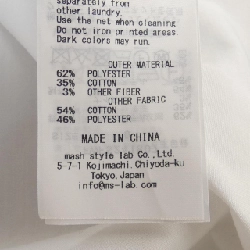 separately from
other laundry.
Use the net when cleaning
Do not iron or nted areas
Dark colors may run.
OUTER MATERIAL
62% POLYESTER
35% COTTON
3% OTHER FIBER
OTHER FABRIC
54% COTTON
46% POLYESTER
MADE IN CHINA
mash style lab Co.,Ltd.
5-7-1 Kojimachi,Chiyoda-ku
Tokyo,Japan
info@ms-lab.com